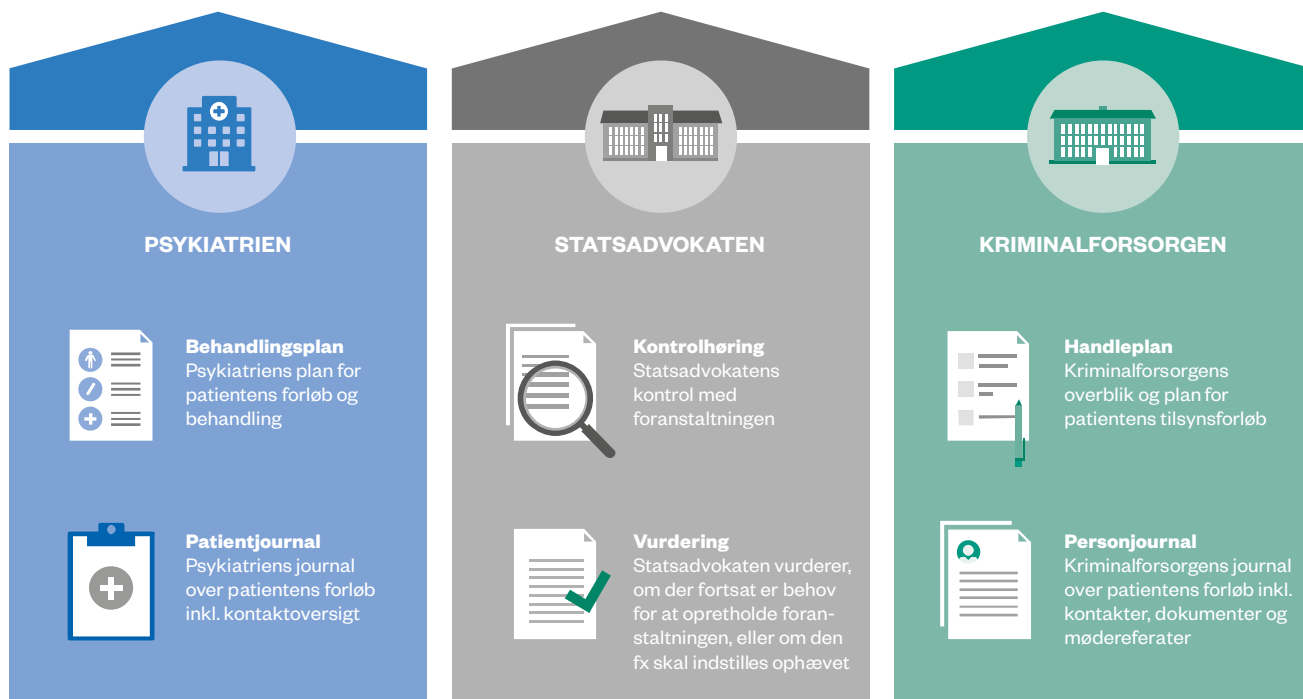 PSYKIATRIEN
Behandlingsplan
Psykiatriens plan for
patientens forløb og
behandling
Patientjournal
Psykiatriens journal
over patientens forløb
inkl. kontaktoversigt
STATSADVOKATEN
Kontrolhøring
Statsadvokatens
kontrol med
foranstaltningen
Vurdering
Statsadvokaten vurderer,
om der fortsat er behov
for at opretholde foran-
staltningen, eller om den
fx skal indstilles ophævet
KRIMINALFORSORGEN
Handleplan
Kriminalforsorgens
overblik og plan for
patientens tilsynsforløb
Personjournal
Kriminalforsorgens journal
over patientens forløb inkl.
kontakter, dokumenter og
mødereferater